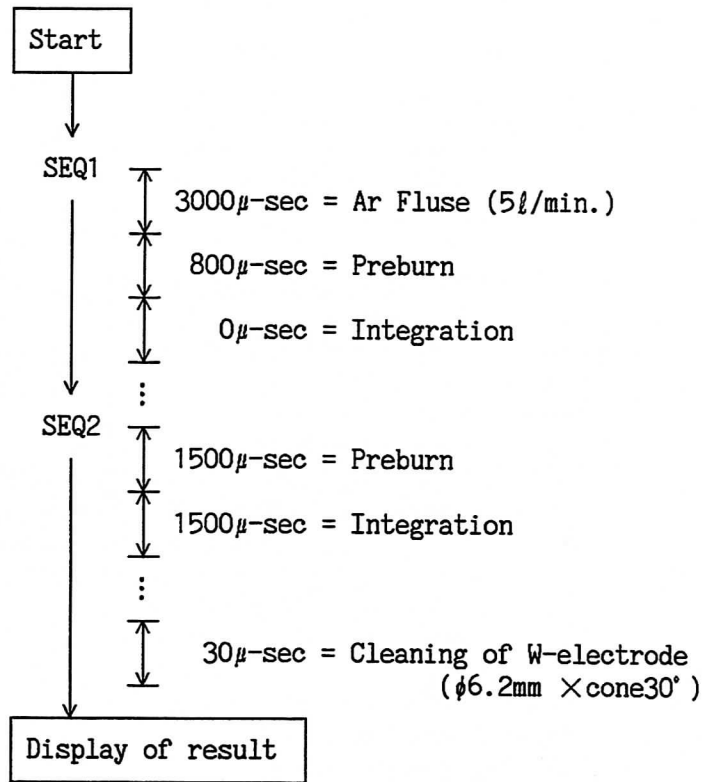 Start
SEQ1
3000μ-sec = Ar Fluse (5ℓ/min.)
800μ-sec = Preburn
0μ-sec = Integration
⋮
SEQ2
1500μ-sec = Preburn
1500μ-sec = Integration
⋮
30μ-sec = Cleaning of W-electrode
(φ6.2mm ×cone30°)
Display of result